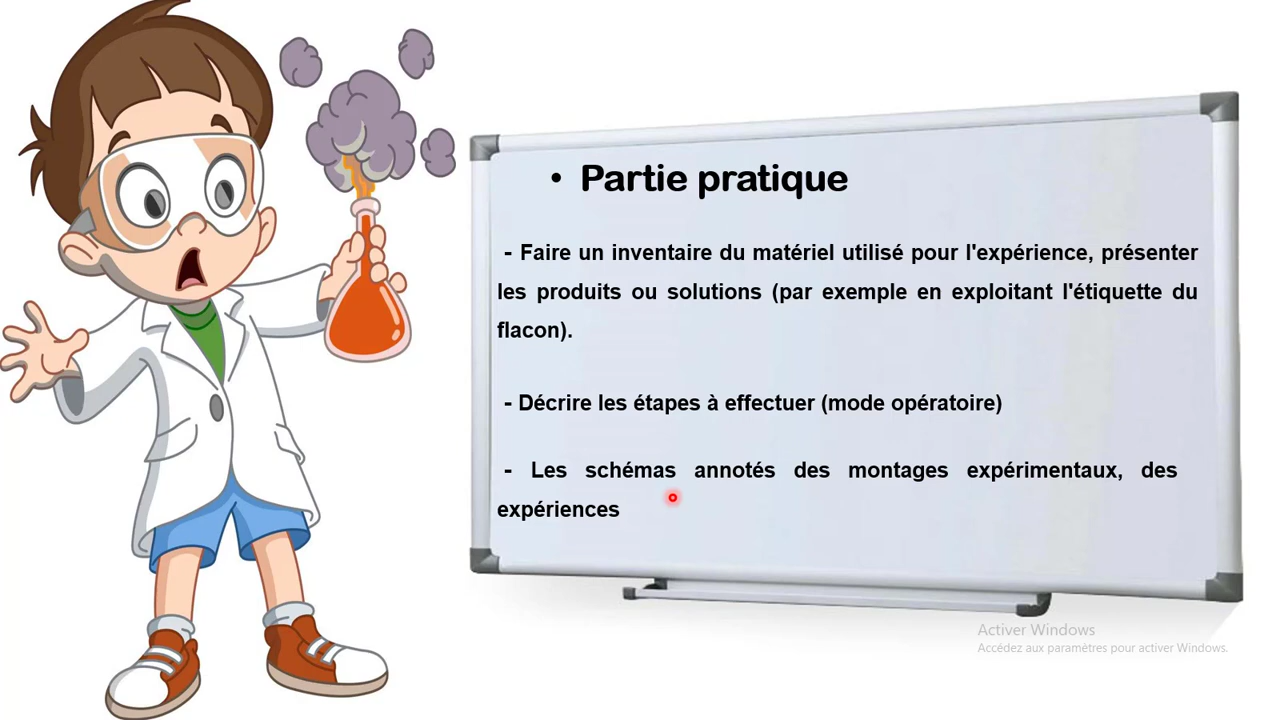 • Partie pratique
- Faire un inventaire du matériel utilisé pour l'expérience, présenter
les produits ou solutions (par exemple en exploitant l'étiquette du
flacon).
- Décrire les étapes à effectuer (mode opératoire)
- Les schémas annotés des montages expérimentaux, des
expériences
Activer Windows
Accédez aux paramètres pour activer Windows.